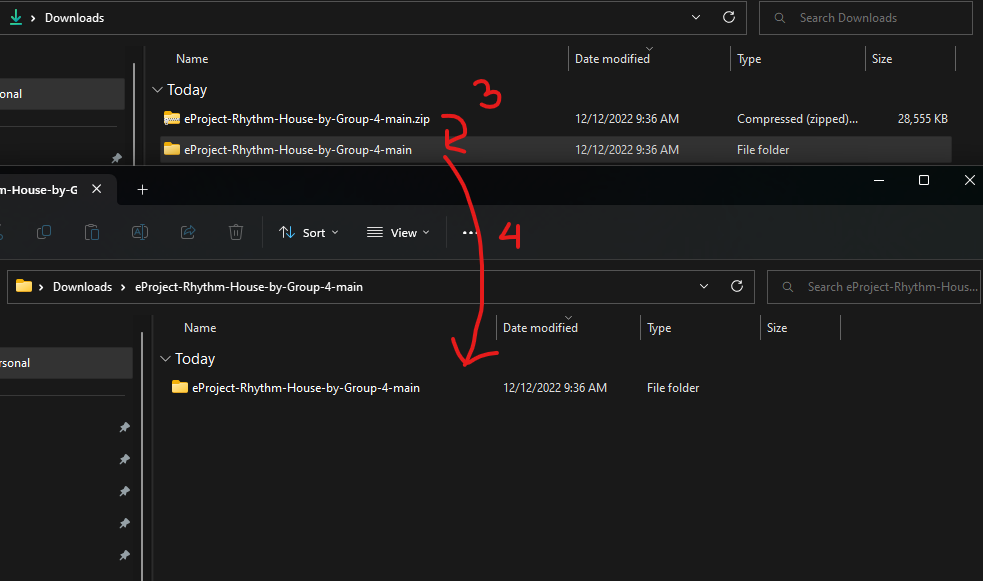 Downloads
Search Downloads
Name Date modified Type Size
onal
Today
3
eProject-Rhythm-House-by-Group-4-main.zip 12/12/2022 9:36 AM Compressed (zipped)... 28,555 KB
eProject-Rhythm-House-by-Group-4-main 12/12/2022 9:36 AM File folder
m-House-by-G
Sort View ...
4
Downloads eProject-Rhythm-House-by-Group-4-main
Search eProject-Rhythm-Hous...
Name Date modified Type Size
rsonal
Today
eProject-Rhythm-House-by-Group-4-main 12/12/2022 9:36 AM File folder